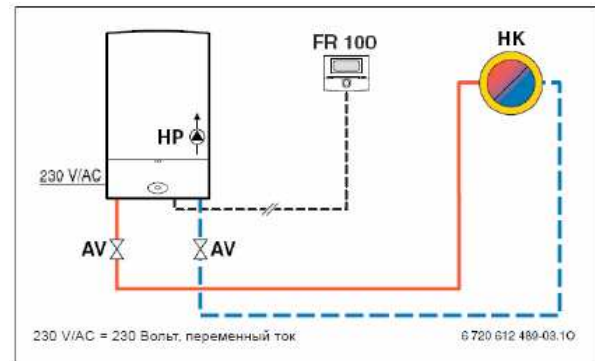 FR 100
HK
HP
230 V/AC
AV
AV
230 V/AC = 230 Вольт, переменный ток
6 720 612 489-03.1O